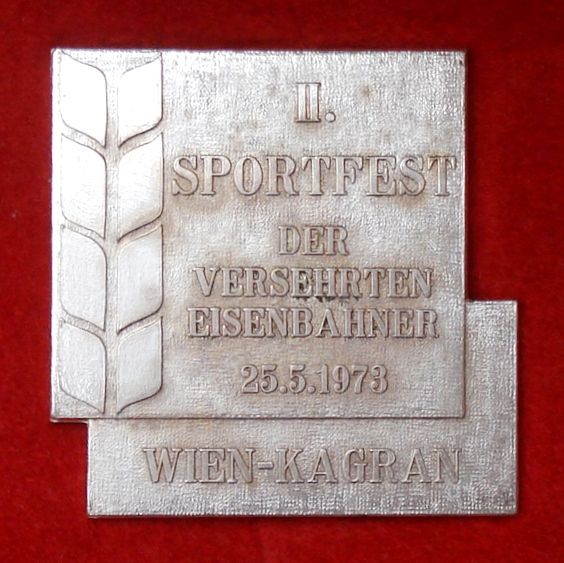 II.
SPORTFEST
DER
VERSEHRTEN
EISENBAHNER
25.5.1973
WIEN-KAGRAN